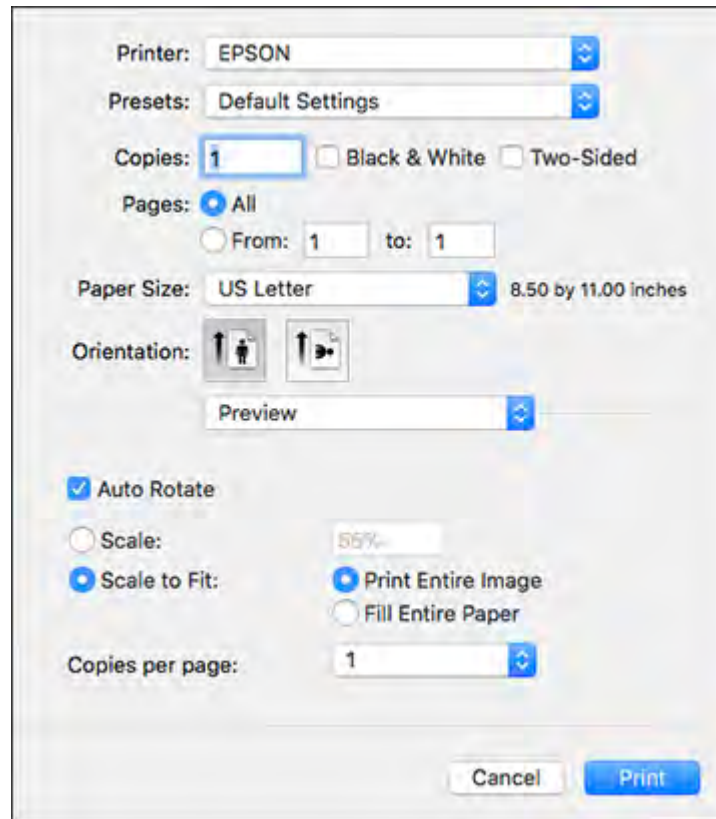 Printer: EPSON
Presets: Default Settings
Copies: 1 Black & White Two-Sided
Pages: All
From: 1 to: 1
Paper Size: US Letter 8.50 by 11.00 inches
Orientation:
Preview
Auto Rotate
Scale: 55%
Scale to Fit: Print Entire Image
Fill Entire Paper
Copies per page: 1
Cancel Print